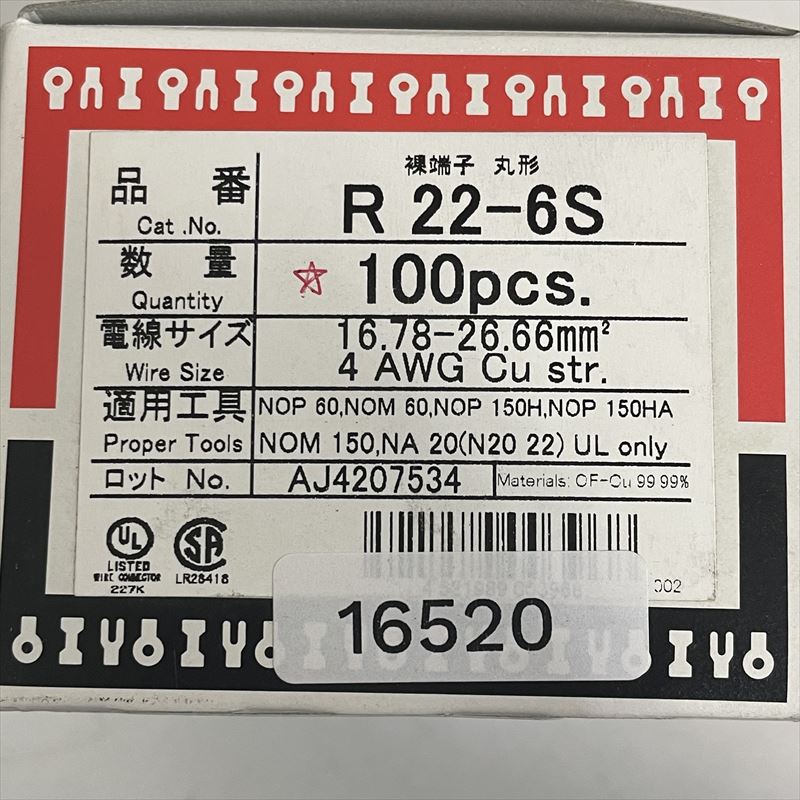 裸端子 丸形
品 番
Cat .No.
R 22-6S
数 量
Quantity
☆ 100pcs.
電線サイズ
Wire Size
16.78-26.66mm²
4 AWG Cu str.
適用工具
Proper Tools
NOP 60,NOM 60,NOP 150H,NOP 150HA
NOM 150,NA 20(N20 22) UL only
ロット No.
AJ4207534
Materials: OF-Cu 99.99%
UL
LISTED
WIRE CONNECTOR
227K
SA
LR28418
002
16520